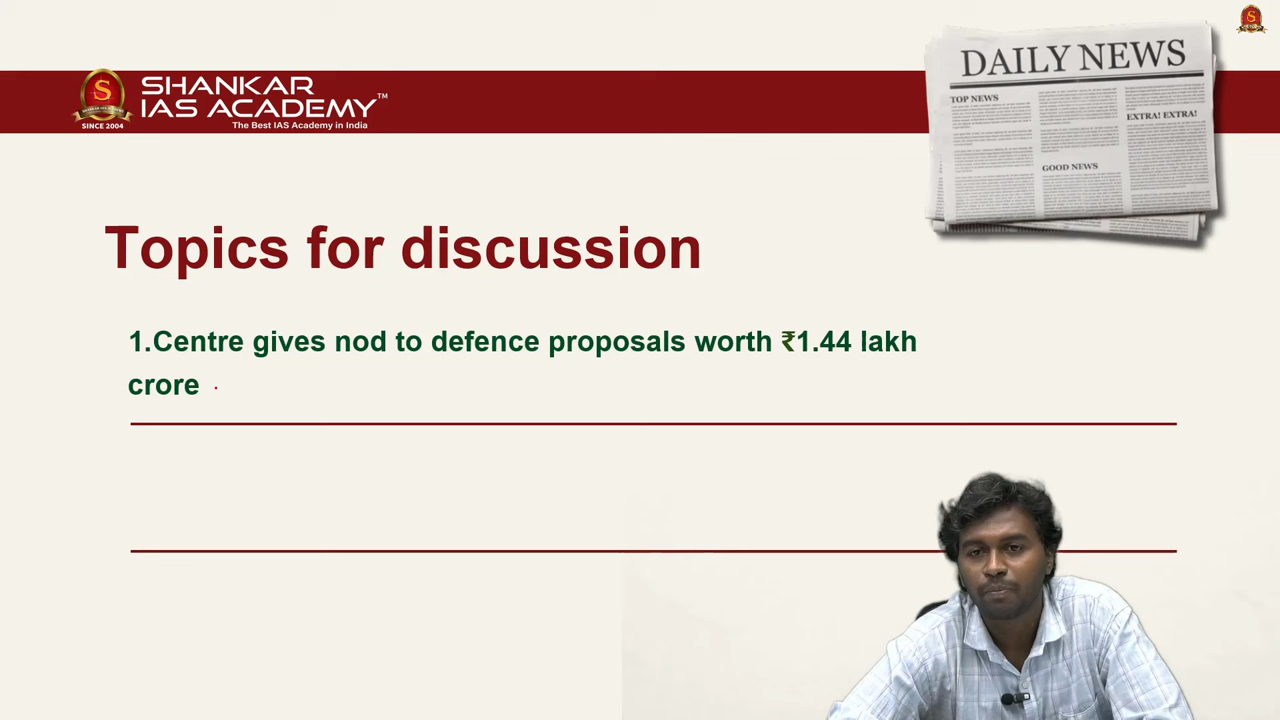 SHANKAR
IAS ACADEMY™
SINCE 2004
The Best IAS Academy in India
DAILY NEWS
TOP NEWS
EXTRA! EXTRA!
GOOD NEWS
Topics for discussion
1.Centre gives nod to defence proposals worth ₹1.44 lakh
crore